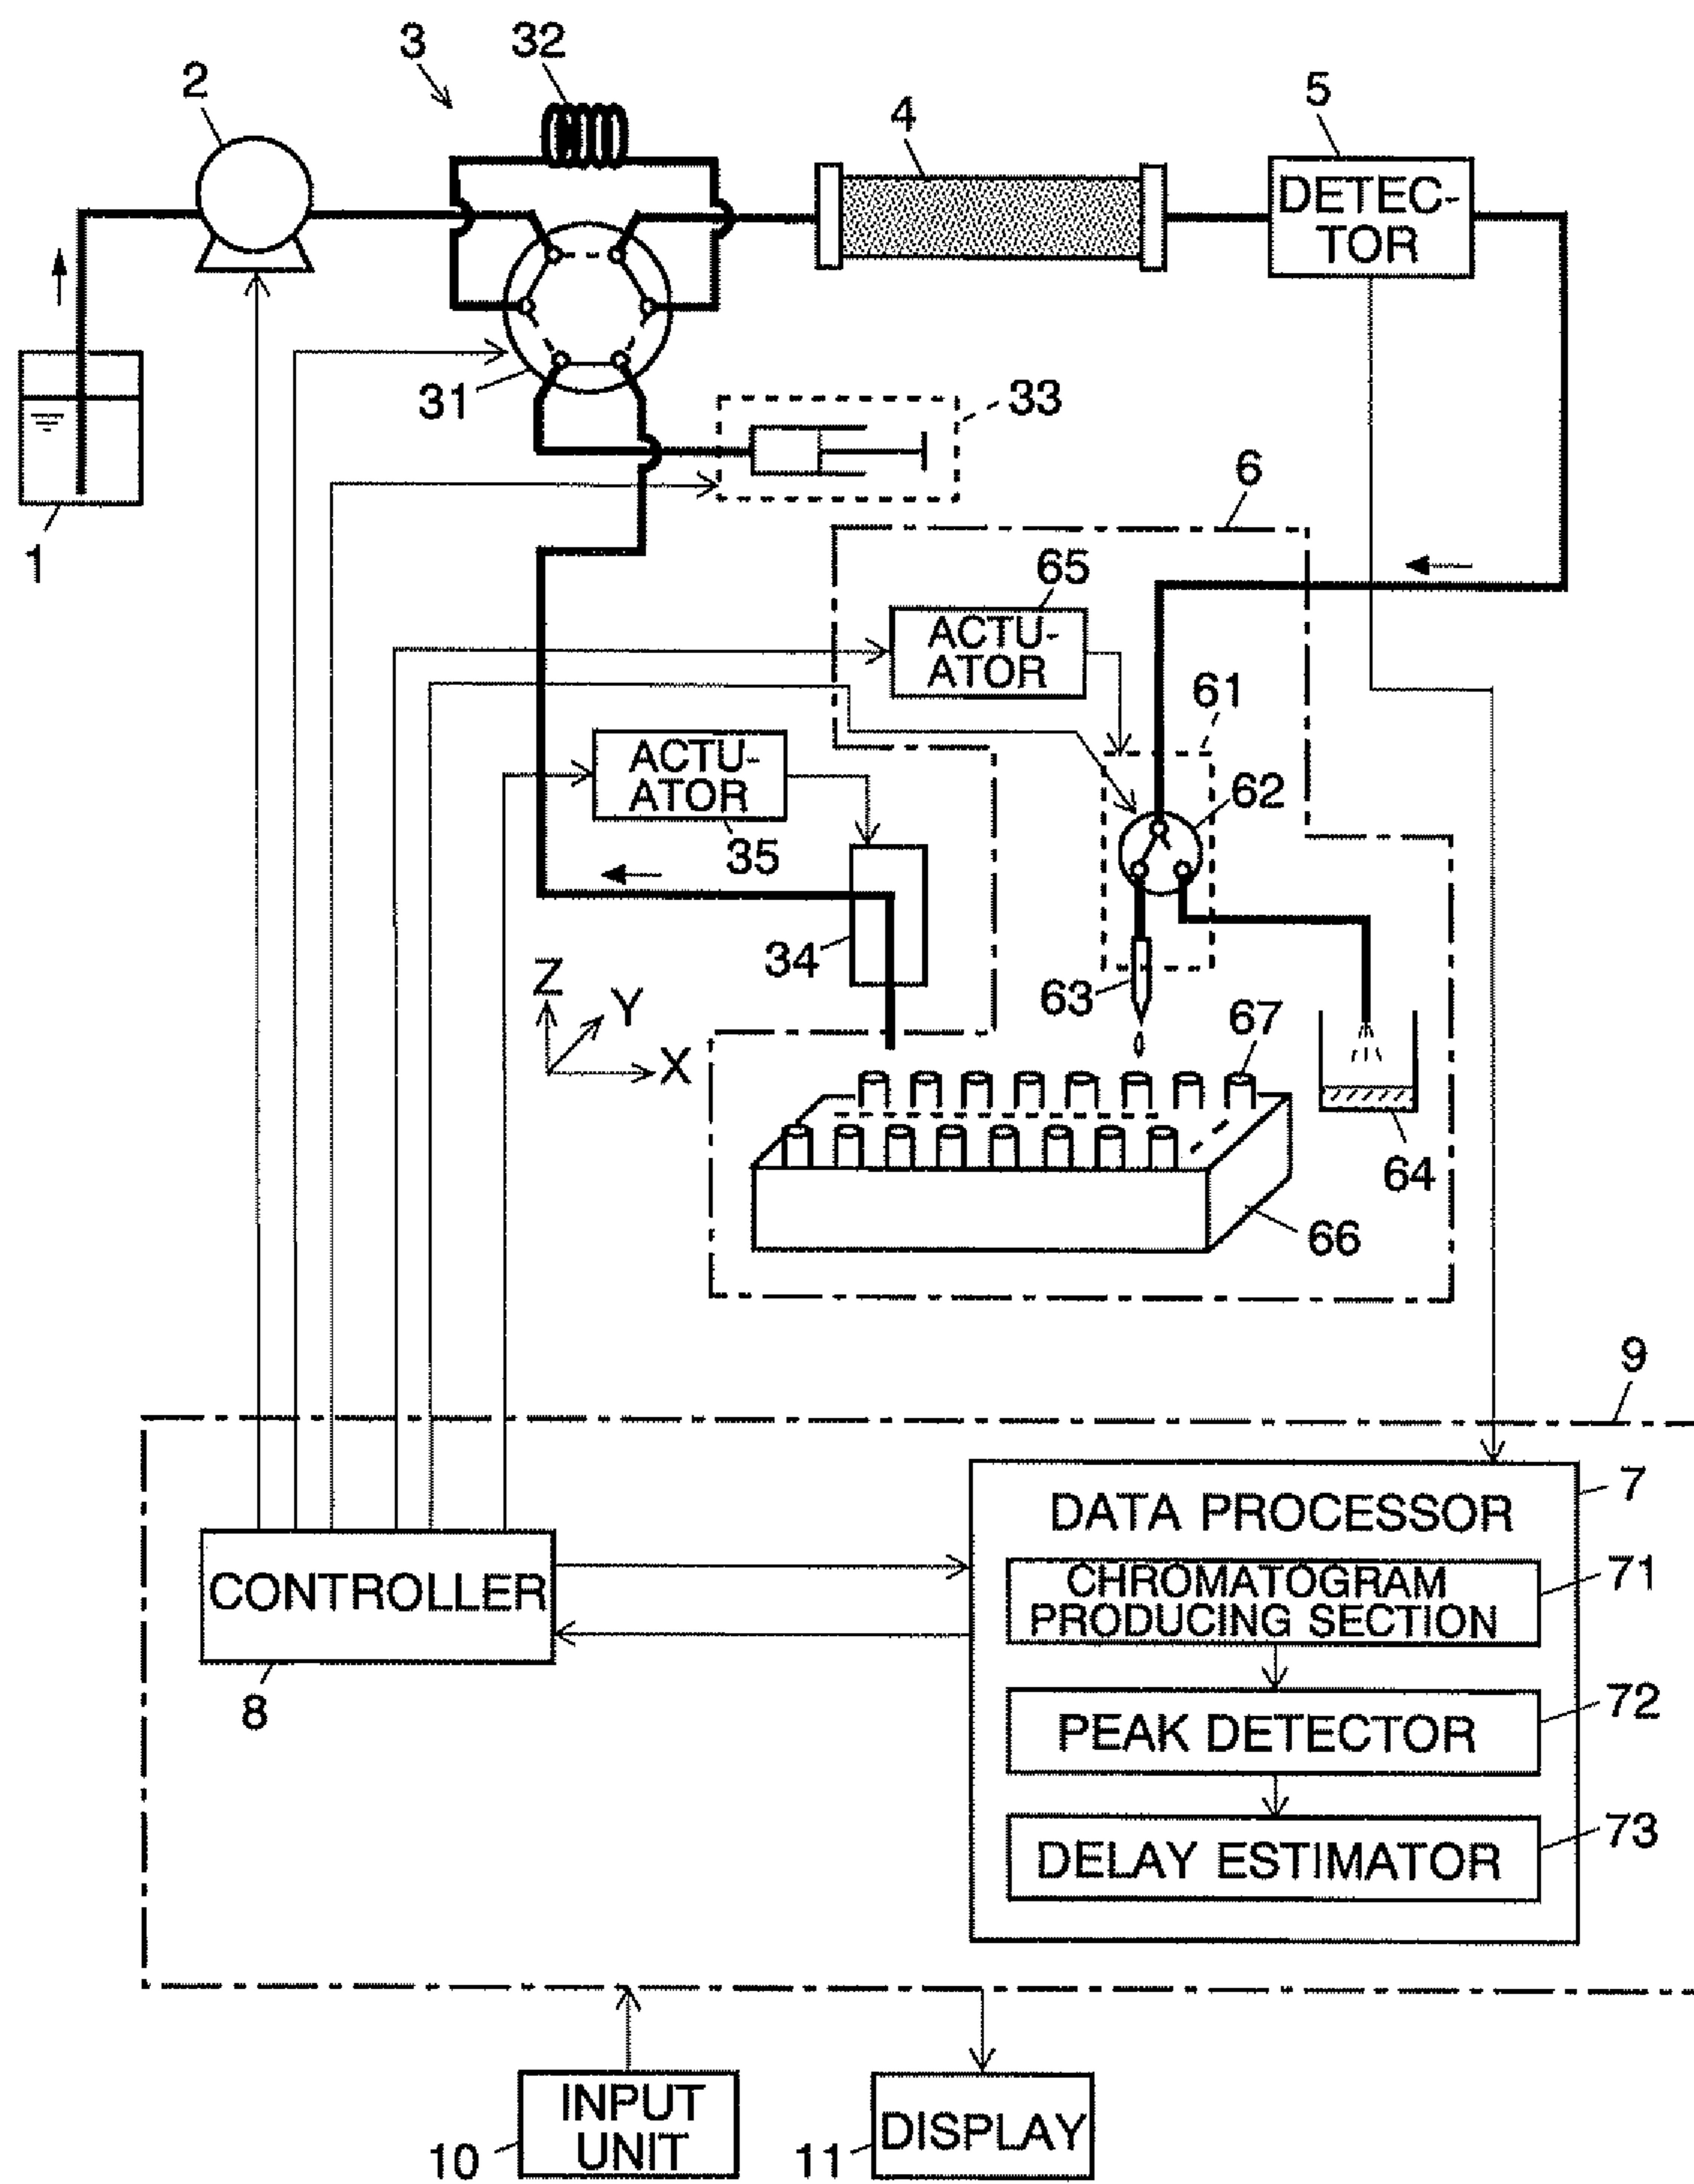 32
3
2
5
4
DETEC-
TOR
31
33
1
6
65
ACTU-
ATOR
61
ACTU-
ATOR
62
35
34
Z
Y
X
63
67
64
66
9
7
DATA PROCESSOR
CONTROLLER
71
CHROMATOGRAM
PRODUCING SECTION
8
72
PEAK DETECTOR
73
DELAY ESTIMATOR
INPUT
UNIT
10
DISPLAY
11